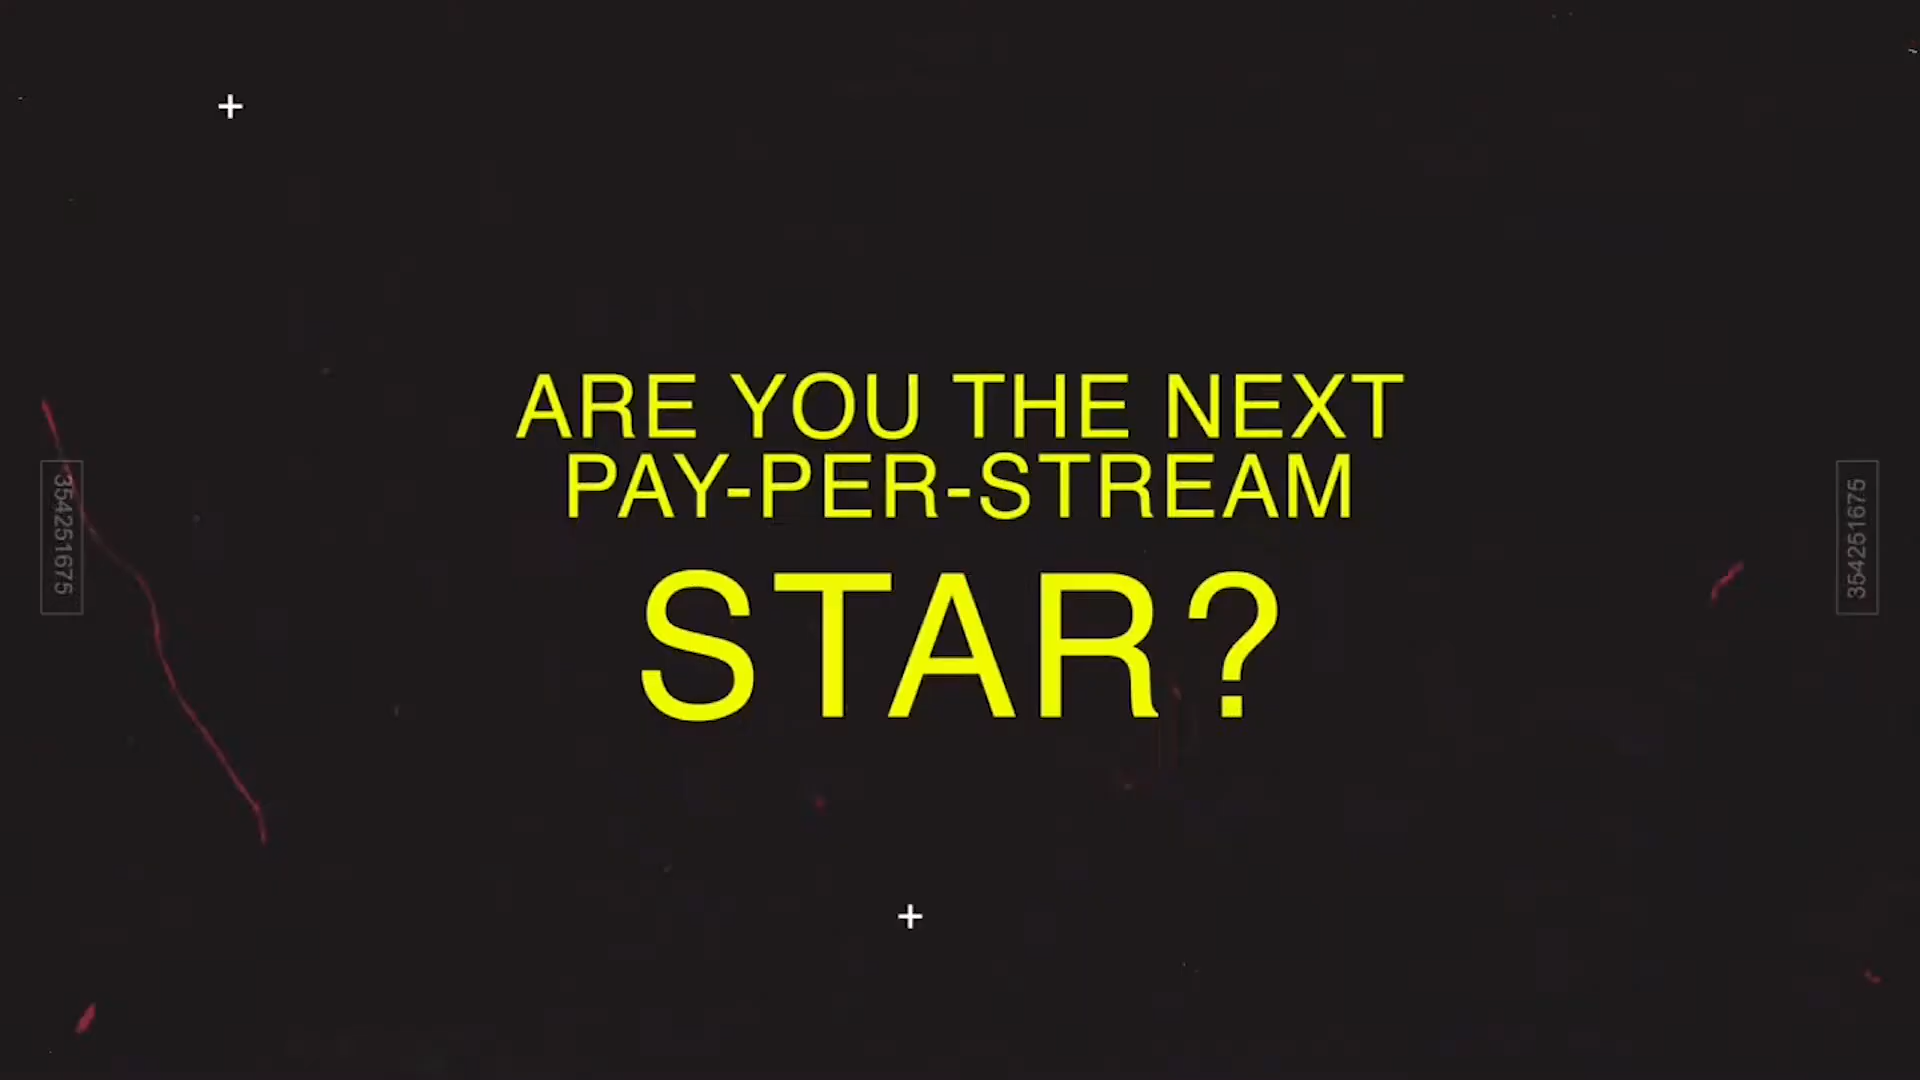 ARE YOU THE NEXT
PAY-PER-STREAM
STAR?
354251675
354251675